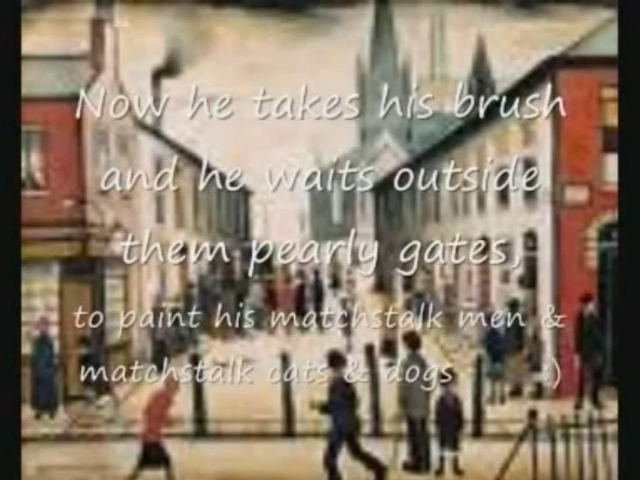 Now he takes his brush
and he waits outside
them pearly gates,
to paint his matchstalk men &
matchstalk cats & dogs :)